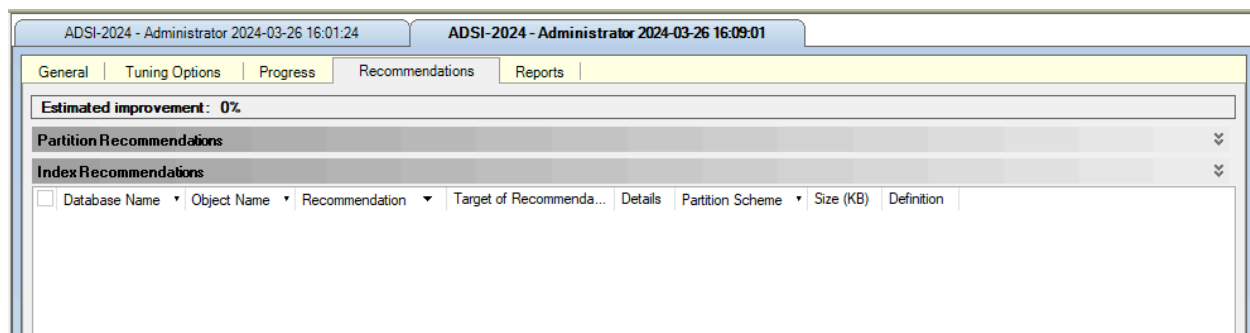 ADSI-2024 - Administrator 2024-03-26 16:01:24 ADSI-2024 - Administrator 2024-03-26 16:09:01
General Tuning Options Progress Recommendations Reports
Estimated improvement: 0%
Partition Recommendations
Index Recommendations
Database Name Object Name Recommendation Target of Recommenda... Details Partition Scheme Size (KB) Definition